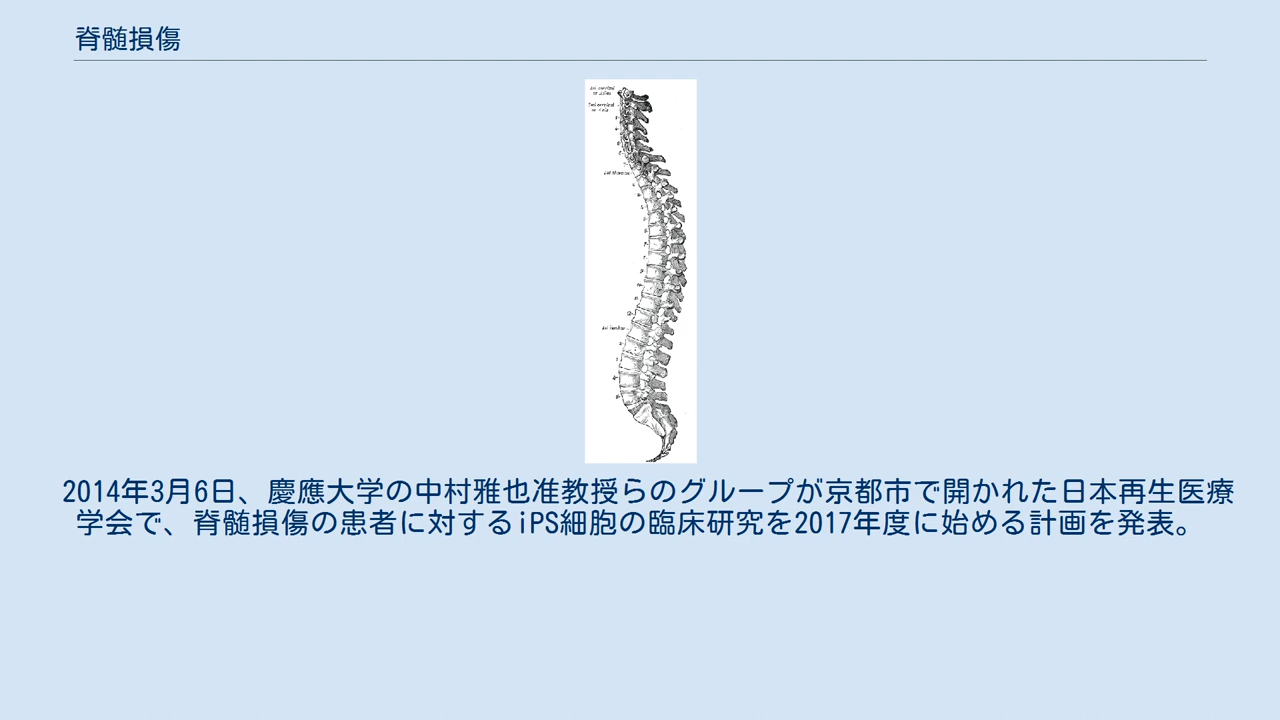 脊髄損傷
2014年3月6日、慶應大学の中村雅也准教授らのグループが京都市で開かれた日本再生医療
学会で、脊髄損傷の患者に対するiPS細胞の臨床研究を2017年度に始める計画を発表。